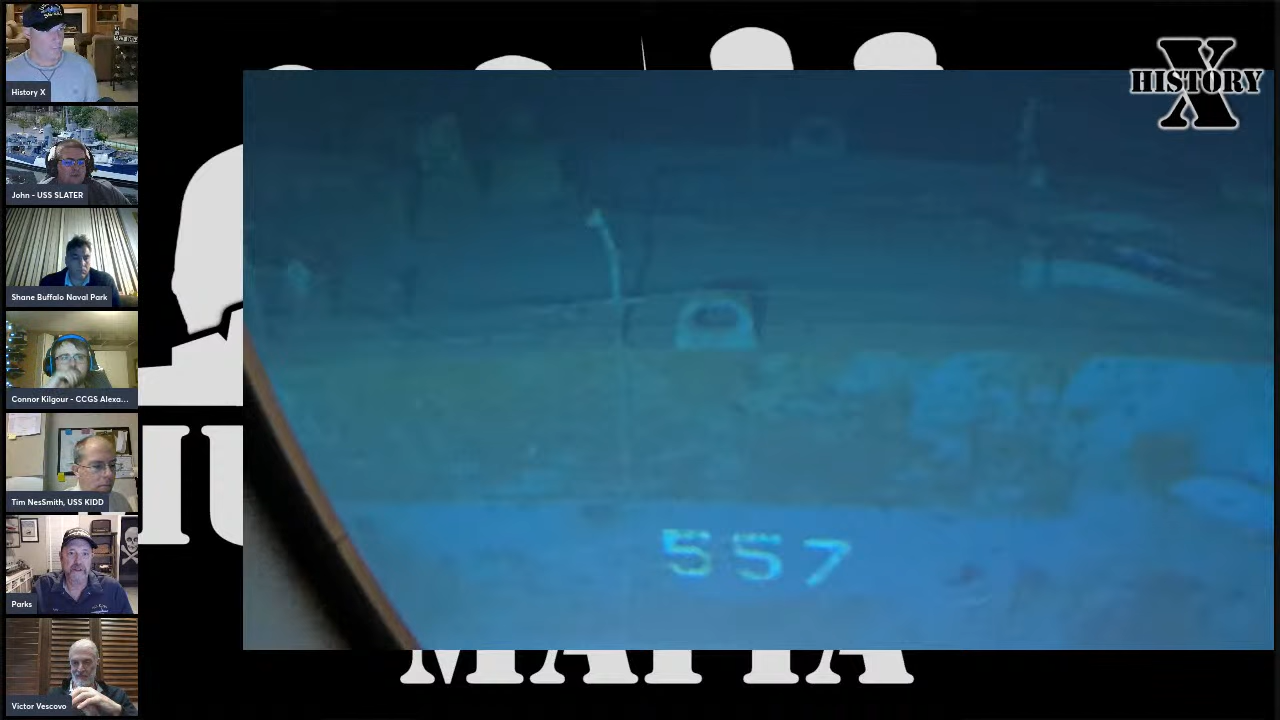 History X
John - USS SLATER
Shane Buffalo Naval Park
Connor Kilgour - CCGS Alexa...
Tim NesSmith, USS KIDD
Parks
Victor Vescovo
X
HISTORY
557
MAFIA